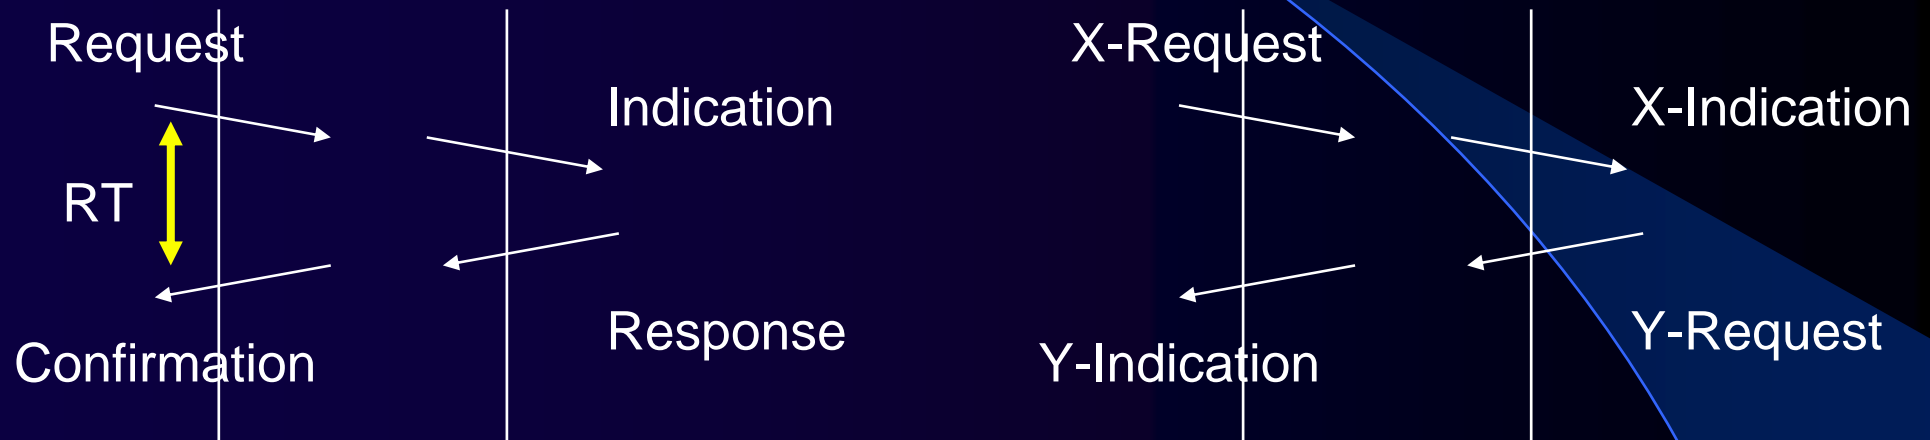 Request
Indication
RT
Response
Confirmation
X-Request
X-Indication
Y-Request
Y-Indication